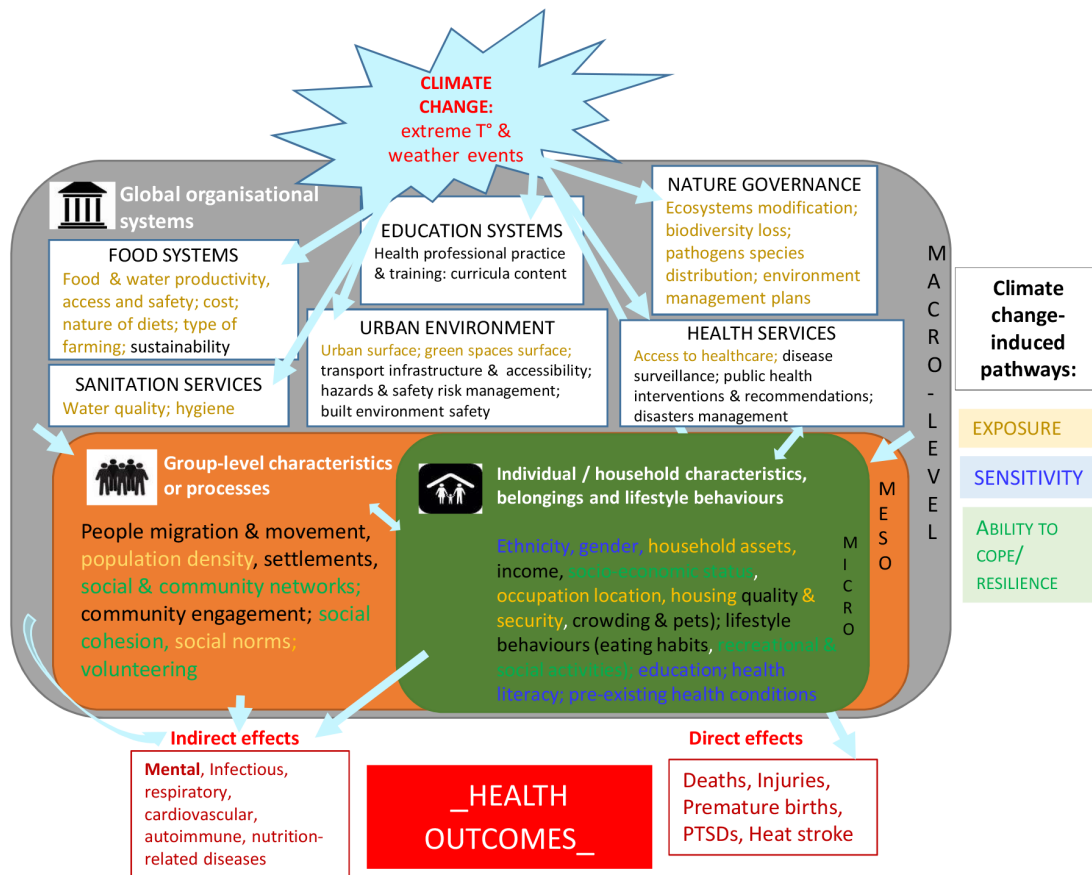 CLIMATE
CHANGE:
extreme T° &
weather events
Global organisational
systems
FOOD SYSTEMS
Food & water productivity,
access and safety; cost;
nature of diets; type of
farming; sustainability
SANITATION SERVICES
Water quality; hygiene
EDUCATION SYSTEMS
Health professional practice
& training: curricula content
URBAN ENVIRONMENT
Urban surface; green spaces surface;
transport infrastructure & accessibility;
hazards & safety risk management;
built environment safety
NATURE GOVERNANCE
Ecosystems modification;
biodiversity loss;
pathogens species
distribution; environment
management plans
HEALTH SERVICES
Access to healthcare; disease
surveillance; public health
interventions & recommendations;
disasters management
MACRO-LEVEL
Group-level characteristics
or processes
People migration & movement,
population density, settlements,
social & community networks;
community engagement; social
cohesion, social norms;
volunteering
MESO
Individual / household characteristics,
belongings and lifestyle behaviours
Ethnicity, gender, household assets,
income, socio-economic status,
occupation location, housing quality &
security, crowding & pets); lifestyle
behaviours (eating habits, recreational &
social activities), education; health
literacy; pre-existing health conditions
MICRO
Climate
change-
induced
pathways:
EXPOSURE
SENSITIVITY
ABILITY TO
COPE/
RESILIENCE
Indirect effects
Mental, Infectious,
respiratory,
cardiovascular,
autoimmune, nutrition-
related diseases
_HEALTH
OUTCOMES_
Direct effects
Deaths, Injuries,
Premature births,
PTSDs, Heat stroke